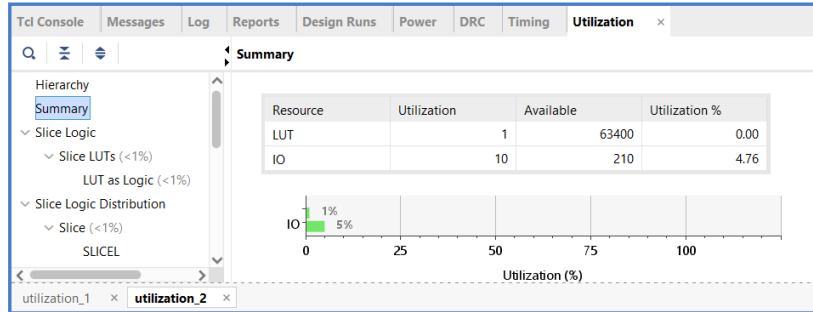 Tcl Console Messages Log Reports Design Runs Power DRC Timing Utilization ×
Summary
Hierarchy
Summary
Slice Logic
Slice LUTs (<1%)
LUT as Logic (<1%)
Slice Logic Distribution
Slice (<1%)
SLICEL
Resource Utilization Available Utilization %
LUT 1 63400 0.00
IO 10 210 4.76
1%
IO 5%
0 25 50 75 100
Utilization (%)
utilization_1 × utilization_2 ×